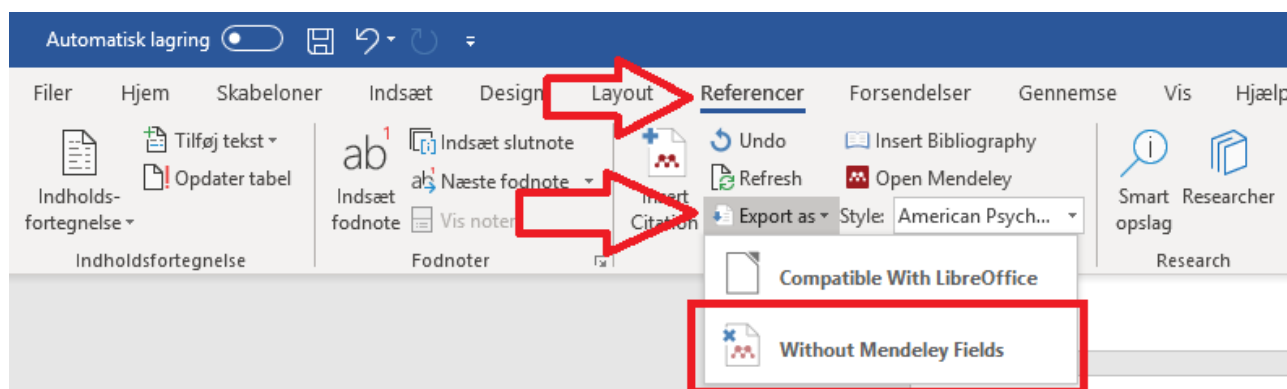 Automatisk lagring
Filer Hjem Skabeloner Indsæt Design Layout Referencer Forsendelser Gennemse Vis Hjælp
Indholds-
fortegnelse
Tilføj tekst
Opdater tabel
Indholdsfortegnelse
ab1
Indsæt
fodnote
Indsæt slutnote
Næste fodnote
Vis noter
Fodnoter
Insert
Citation
Undo
Refresh
Export as
Insert Bibliography
Open Mendeley
Style: American Psych...
Compatible With LibreOffice
Without Mendeley Fields
Smart
opslag
Researcher
Research